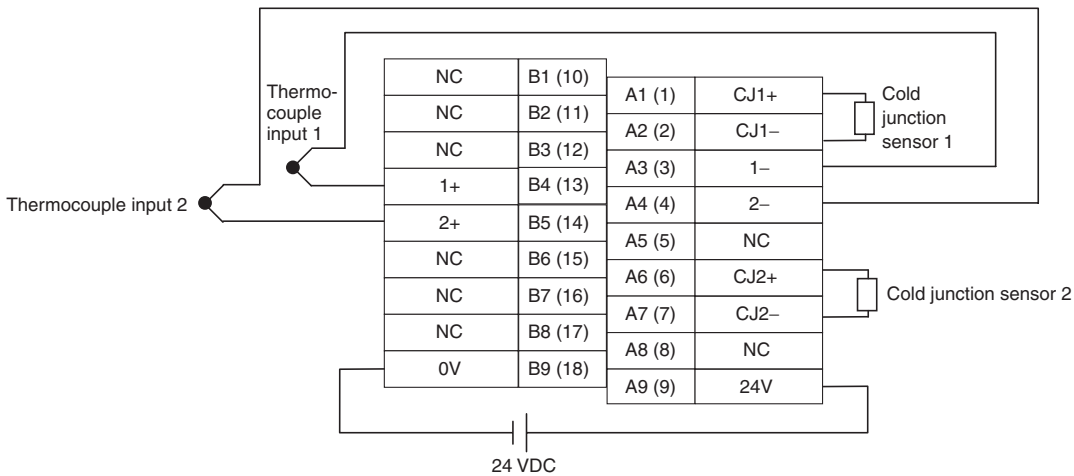 Thermo-
couple
input 1
Thermocouple input 2
NC B1 (10)
NC B2 (11)
NC B3 (12)
1+ B4 (13)
2+ B5 (14)
NC B6 (15)
NC B7 (16)
NC B8 (17)
0V B9 (18)
A1 (1) CJ1+
A2 (2) CJ1−
A3 (3) 1−
A4 (4) 2−
A5 (5) NC
A6 (6) CJ2+
A7 (7) CJ2−
A8 (8) NC
A9 (9) 24V
Cold
junction
sensor 1
Cold junction sensor 2
24 VDC